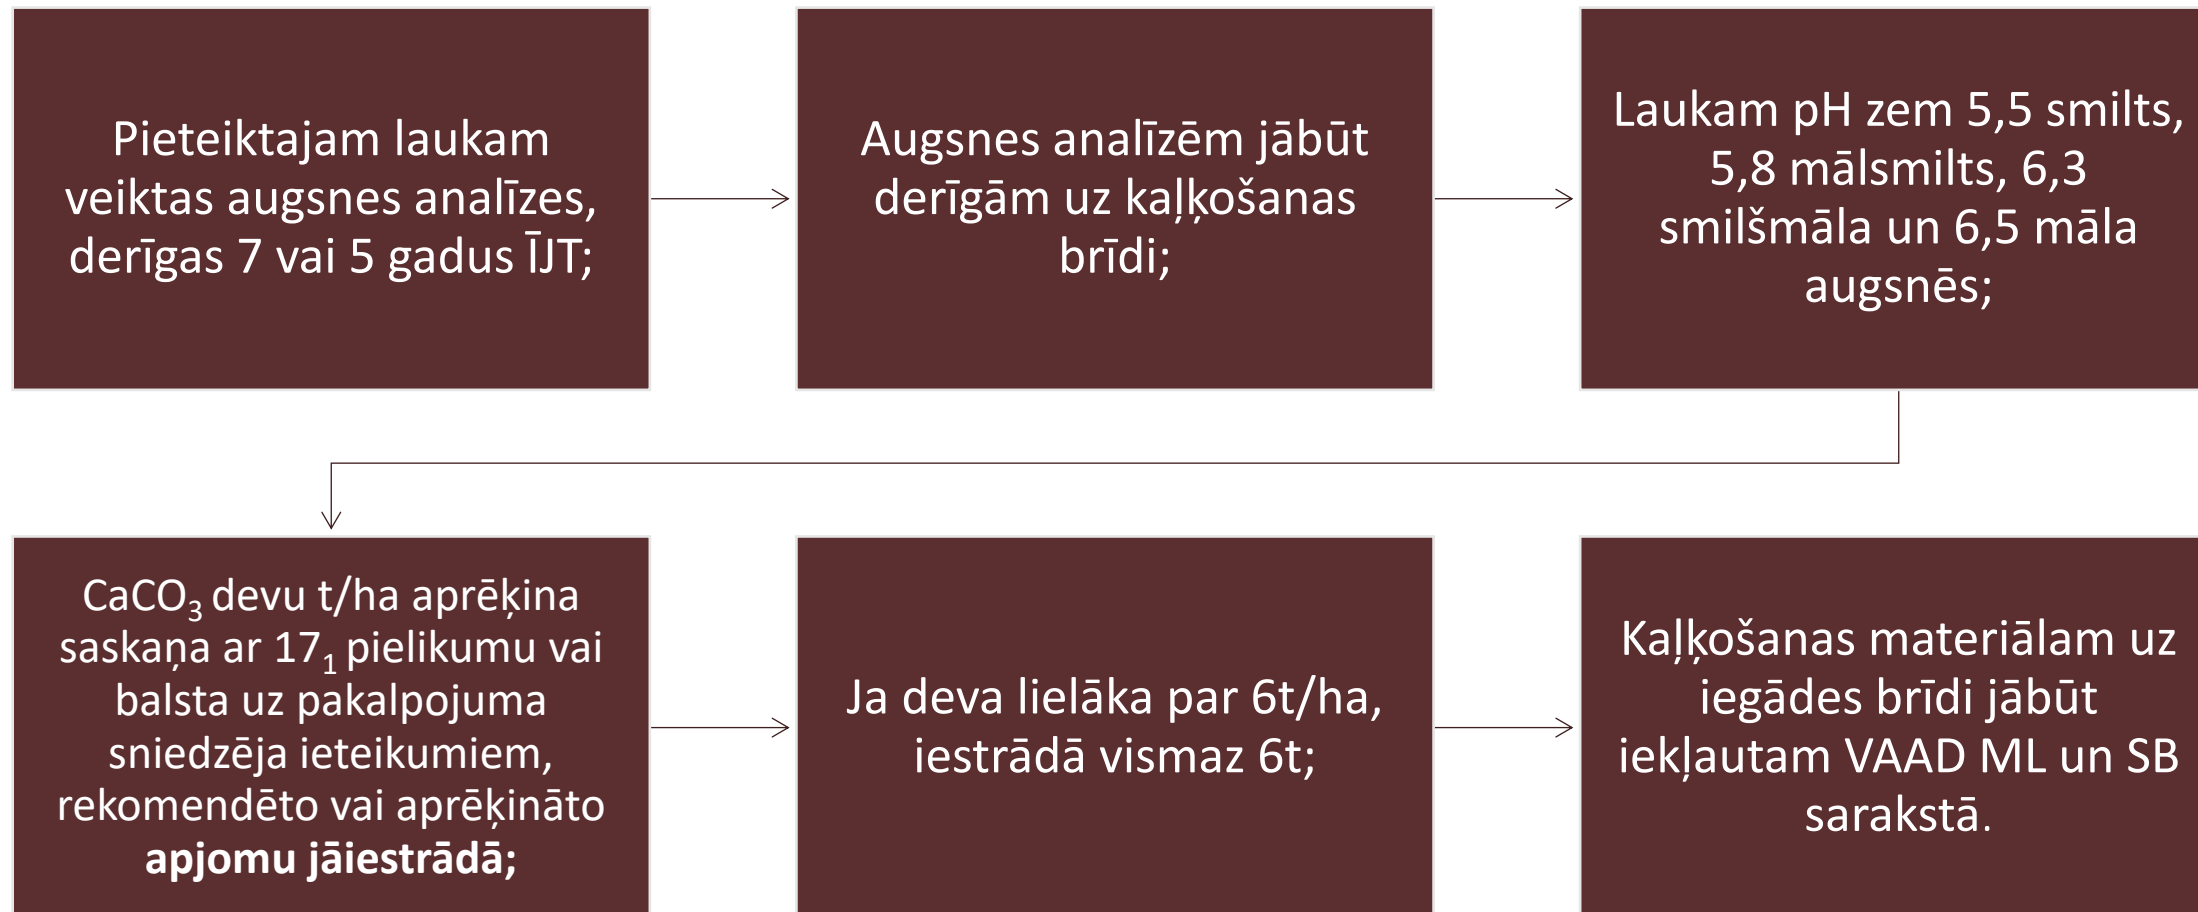 Pieteiktajam laukam
veiktas augsnes analīzes,
derīgas 7 vai 5 gadus ĪJT;
Augsnes analīzēm jābūt
derīgām uz kaļķošanas
brīdi;
Laukam pH zem 5,5 smilts,
5,8 mālsmilts, 6,3
smilšmāla un 6,5 māla
augsnēs;
CaCO₃ devu t/ha aprēķina
saskaņa ar 17₁ pielikumu vai
balsta uz pakalpojuma
sniedzēja ieteikumiem,
rekomendēto vai aprēķināto
apjomu jāiestrādā;
Ja deva lielāka par 6t/ha,
iestrādā vismaz 6t;
Kaļķošanas materiālam uz
iegādes brīdi jābūt
iekļautam VAAD ML un SB
sarakstā.